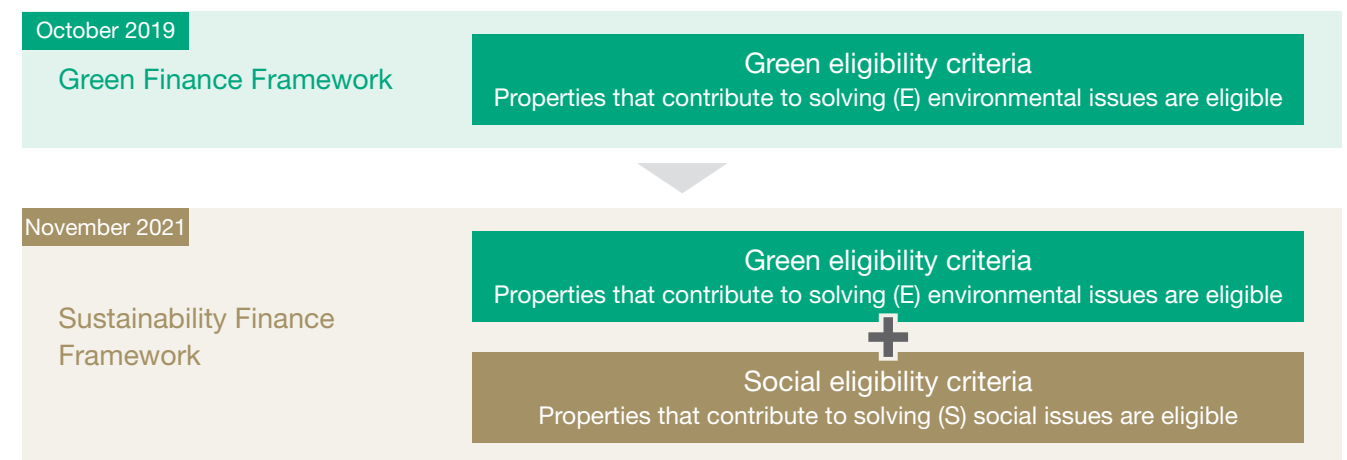 October 2019
Green Finance Framework
Green eligibility criteria
Properties that contribute to solving (E) environmental issues are eligible
November 2021
Sustainability Finance
Framework
Green eligibility criteria
Properties that contribute to solving (E) environmental issues are eligible
+
Social eligibility criteria
Properties that contribute to solving (S) social issues are eligible